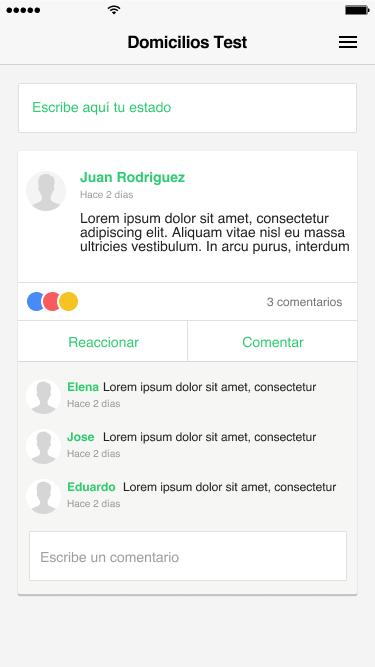 Domicilios Test
Escribe aquí tu estado
Juan Rodriguez
Hace 2 días
Lorem ipsum dolor sit amet, consectetur
adipiscing elit. Aliquam vitae nisl eu massa
ultricies vestibulum. In arcu purus, interdum
3 comentarios
Reaccionar Comentar
Elena Lorem ipsum dolor sit amet, consectetur
Hace 2 días
Jose Lorem ipsum dolor sit amet, consectetur
Hace 2 días
Eduardo Lorem ipsum dolor sit amet, consectetur
Hace 2 días
Escribe un comentario